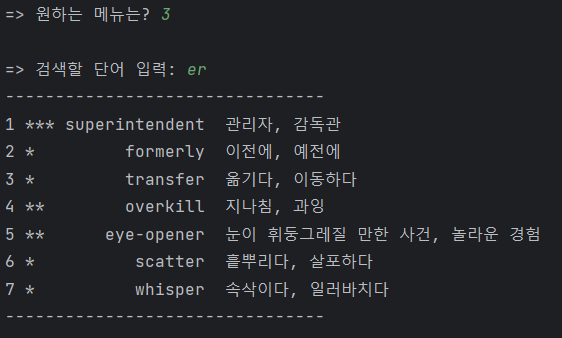 => 원하는 메뉴는? 3
=> 검색할 단어 입력: er
--------------------------------
1 *** superintendent  관리자, 감독관
2 *         formerly  이전에, 예전에
3 *         transfer  옮기다, 이동하다
4 **        overkill  지나침, 과잉
5 **      eye-opener  눈이 휘둥그레질 만한 사건, 놀라운 경험
6 *          scatter  흩뿌리다, 살포하다
7 *          whisper  속삭이다, 일러바치다
--------------------------------